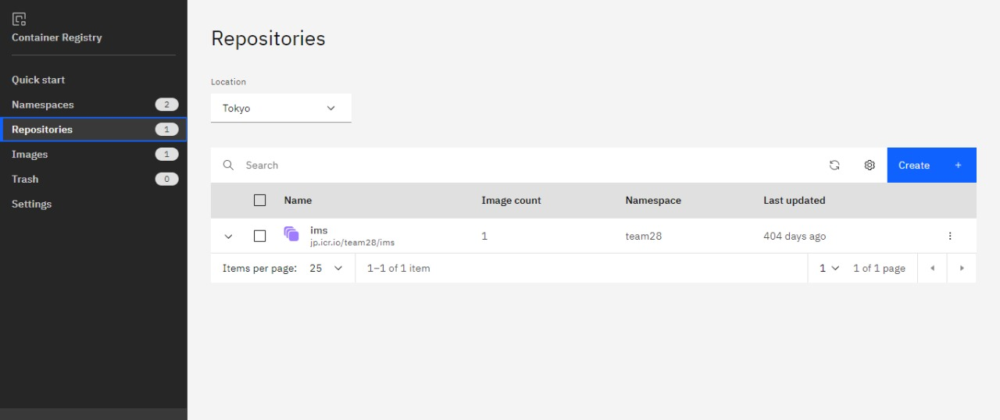 Container Registry
Quick start
Namespaces 2
Repositories 1
Images 1
Trash 0
Settings
Repositories
Location
Tokyo
Search
Create +
Name Image count Namespace Last updated
ims
jp.icr.io/team28/ims
1 team28 404 days ago
Items per page: 25 1–1 of 1 item 1 1 of 1 page